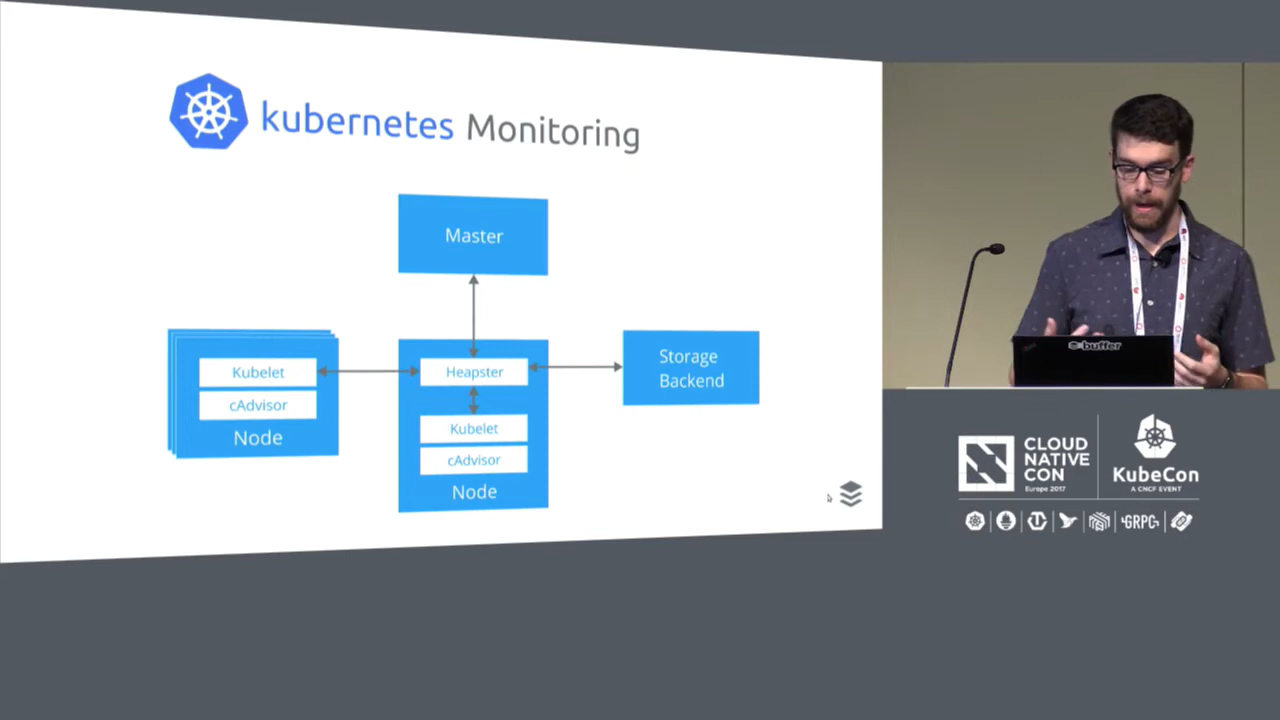 kubernetes Monitoring
Master
Kubelet
cAdvisor
Node
Heapster
Kubelet
cAdvisor
Node
Storage
Backend
buffer
CLOUD
NATIVE
CON
Europe 2017
KubeCon
A CNCF EVENT
GRPC